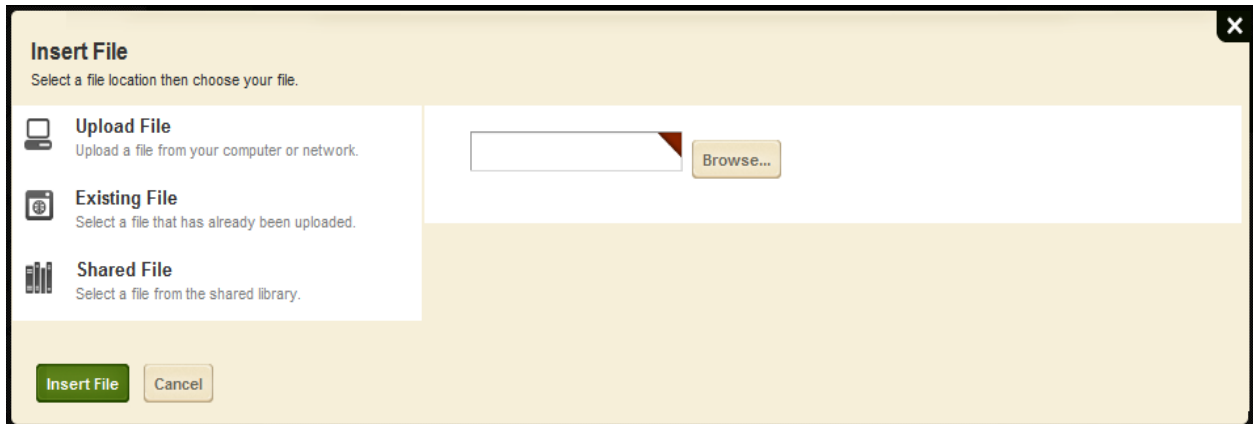 Insert File
Select a file location then choose your file.
Upload File
Upload a file from your computer or network.
Browse...
Existing File
Select a file that has already been uploaded.
Shared File
Select a file from the shared library.
Insert File
Cancel